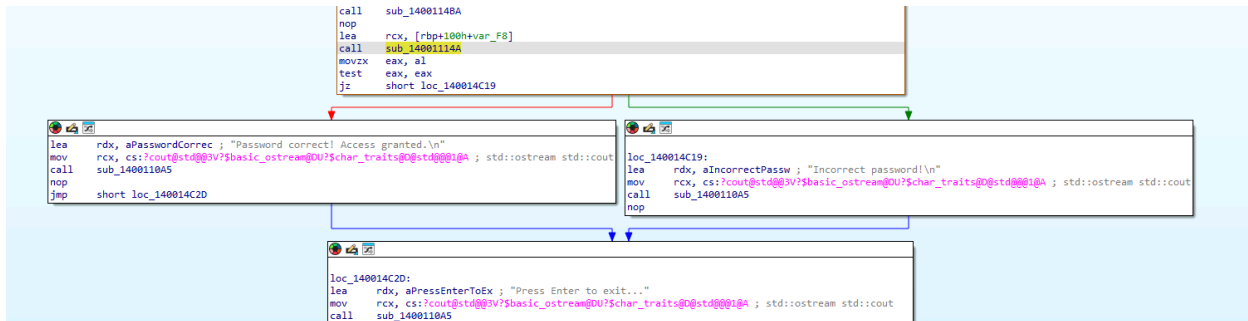 call    sub_1400114BA
nop
lea     rcx, [rbp+100h+var_F8]
call    sub_14001114A
movzx   eax, al
test    eax, eax
jz      short loc_140014C19
lea     rdx, aPasswordCorrec ; "Password correct! Access granted.\n"
mov     rcx, cs:?cout@std@@3V?$basic_ostream@DU?$char_traits@D@std@@@1@A ; std::ostream std::cout
call    sub_1400110A5
nop
jmp     short loc_140014C2D
loc_140014C19:
lea     rdx, aIncorrectPassw ; "Incorrect password!\n"
mov     rcx, cs:?cout@std@@3V?$basic_ostream@DU?$char_traits@D@std@@@1@A ; std::ostream std::cout
call    sub_1400110A5
nop
loc_140014C2D:
lea     rdx, aPressEnterToEx ; "Press Enter to exit..."
mov     rcx, cs:?cout@std@@3V?$basic_ostream@DU?$char_traits@D@std@@@1@A ; std::ostream std::cout
call    sub_1400110A5